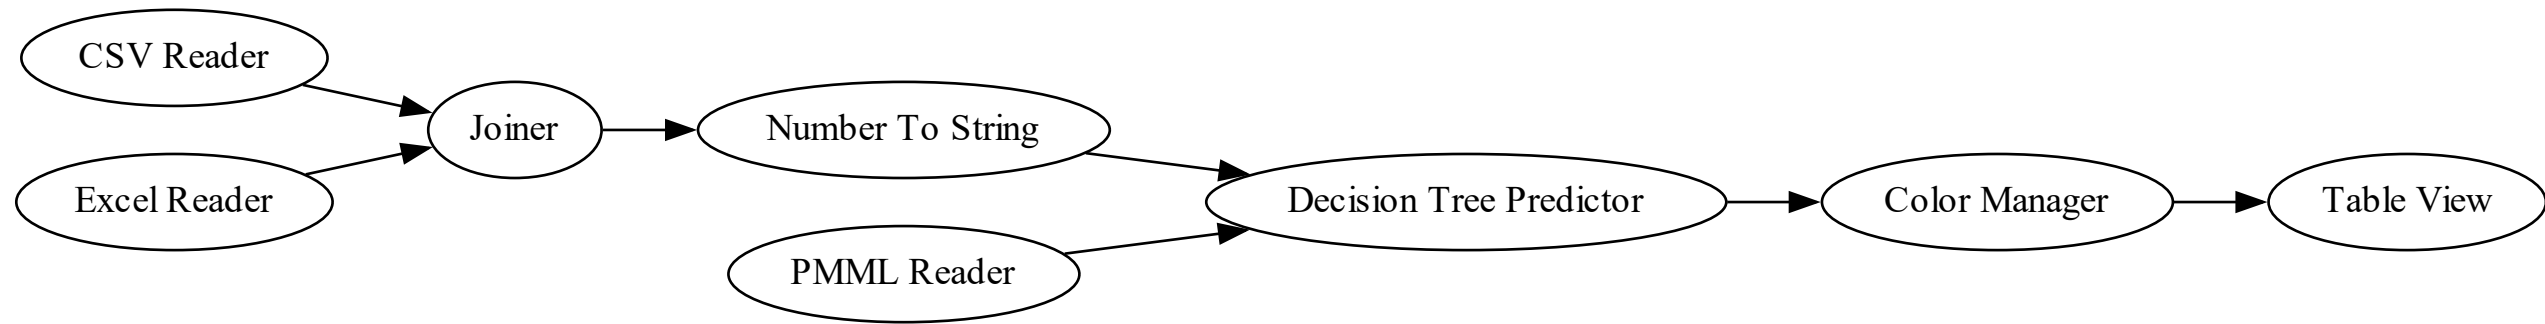 CSV Reader
Excel Reader
Joiner
Number To String
PMML Reader
Decision Tree Predictor
Color Manager
Table View